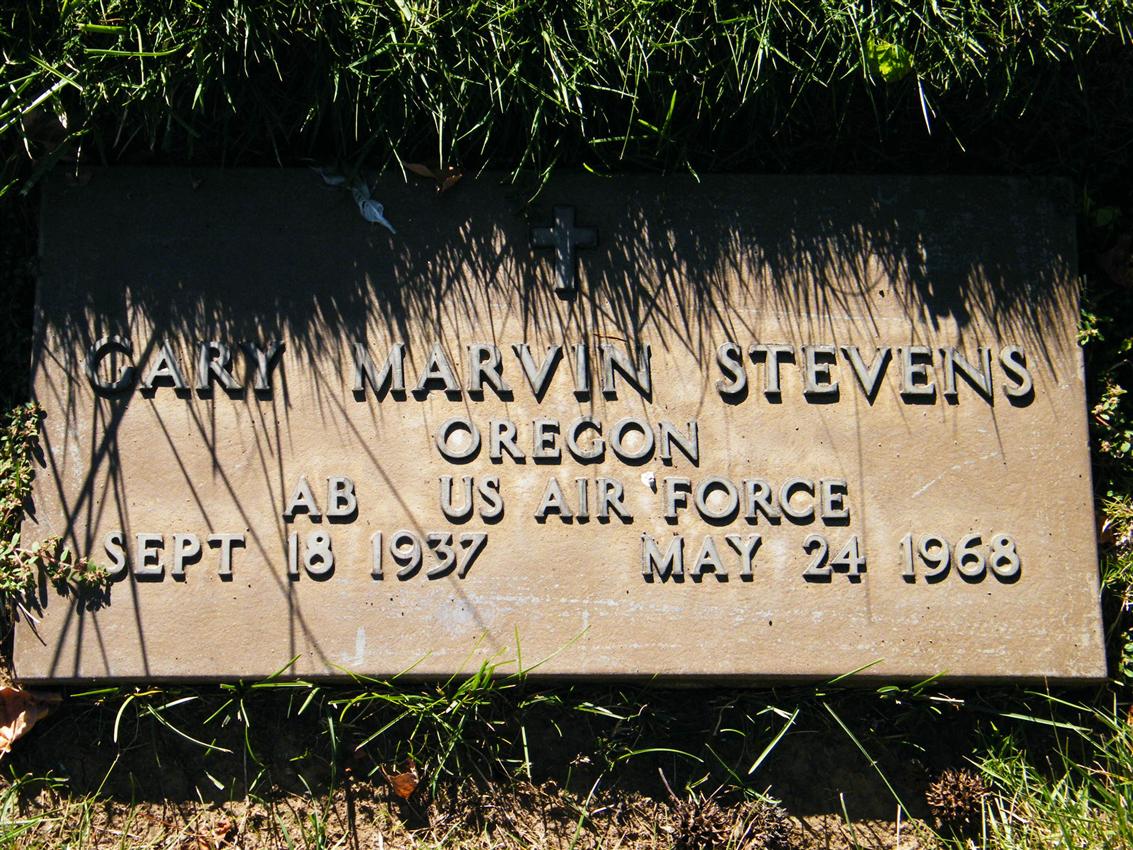 GARY MARVIN STEVENS
OREGON
AB US AIR FORCE
SEPT 18 1937 MAY 24 1968